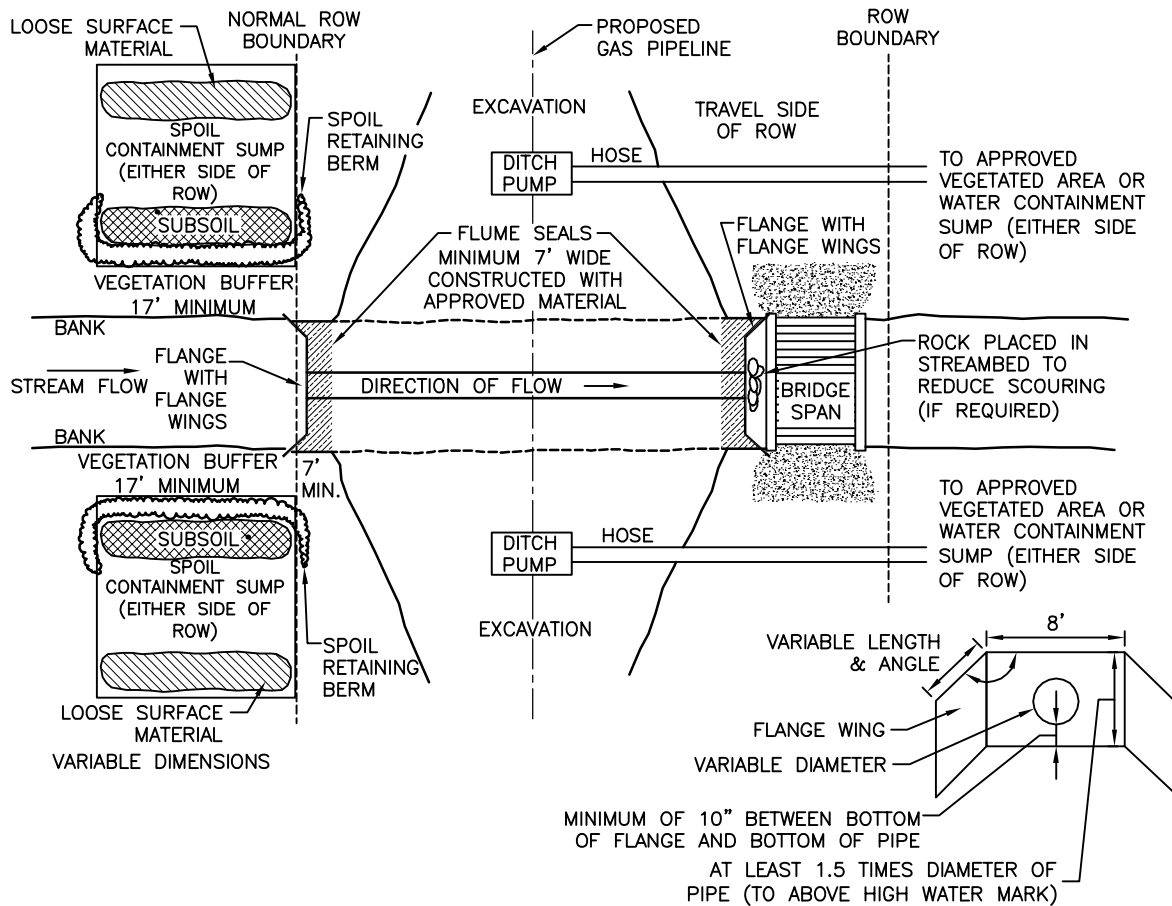 LOOSE SURFACE
MATERIAL
NORMAL ROW
BOUNDARY
PROPOSED
GAS PIPELINE
ROW
BOUNDARY
SPOIL
CONTAINMENT SUMP
(EITHER SIDE OF
ROW)
SUBSOIL
SPOIL
RETAINING
BERM
EXCAVATION
DITCH
PUMP
HOSE
TRAVEL SIDE
OF ROW
TO APPROVED
VEGETATED AREA OR
WATER CONTAINMENT
SUMP (EITHER SIDE
OF ROW)
FLUME SEALS
MINIMUM 7' WIDE
CONSTRUCTED WITH
APPROVED MATERIAL
FLANGE WITH
FLANGE WINGS
VEGETATION BUFFER
17' MINIMUM
BANK
STREAM FLOW
FLANGE
WITH
FLANGE
WINGS
DIRECTION OF FLOW
BRIDGE
SPAN
ROCK PLACED IN
STREAMBED TO
REDUCE SCOURING
(IF REQUIRED)
BANK
VEGETATION BUFFER
17' MINIMUM
7'
MIN.
SUBSOIL
SPOIL
CONTAINMENT SUMP
(EITHER SIDE OF
ROW)
DITCH
PUMP
HOSE
TO APPROVED
VEGETATED AREA OR
WATER CONTAINMENT
SUMP (EITHER SIDE
OF ROW)
EXCAVATION
SPOIL
RETAINING
BERM
LOOSE SURFACE
MATERIAL
VARIABLE DIMENSIONS
8'
VARIABLE LENGTH
& ANGLE
FLANGE WING
VARIABLE DIAMETER
MINIMUM OF 10" BETWEEN BOTTOM
OF FLANGE AND BOTTOM OF PIPE
AT LEAST 1.5 TIMES DIAMETER OF
PIPE (TO ABOVE HIGH WATER MARK)